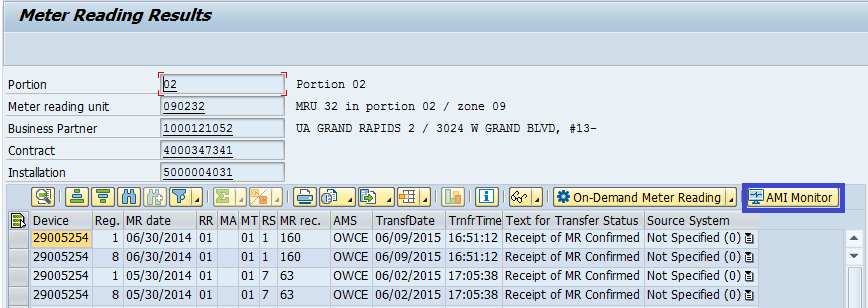 Meter Reading Results
Portion 02 Portion 02
Meter reading unit 090232 MRU 32 in portion 02 / zone 09
Business Partner 1000121052 UA GRAND RAPIDS 2 / 3024 W GRAND BLVD, #13-
Contract 4000347341
Installation 5000004031
On-Demand Meter Reading AMI Monitor
Device Reg. MR date RR MA MT RS MR rec. AMS TransfDate TrnfrTime Text for Transfer Status Source System
29005254 1 06/30/2014 01 01 1 160 OWCE 06/09/2015 16:51:12 Receipt of MR Confirmed Not Specified (0)
29005254 8 06/30/2014 01 01 1 160 OWCE 06/09/2015 16:51:12 Receipt of MR Confirmed Not Specified (0)
29005254 1 05/30/2014 01 01 7 63 OWCE 06/02/2015 17:05:38 Receipt of MR Confirmed Not Specified (0)
29005254 8 05/30/2014 01 01 7 63 OWCE 06/02/2015 17:05:38 Receipt of MR Confirmed Not Specified (0)